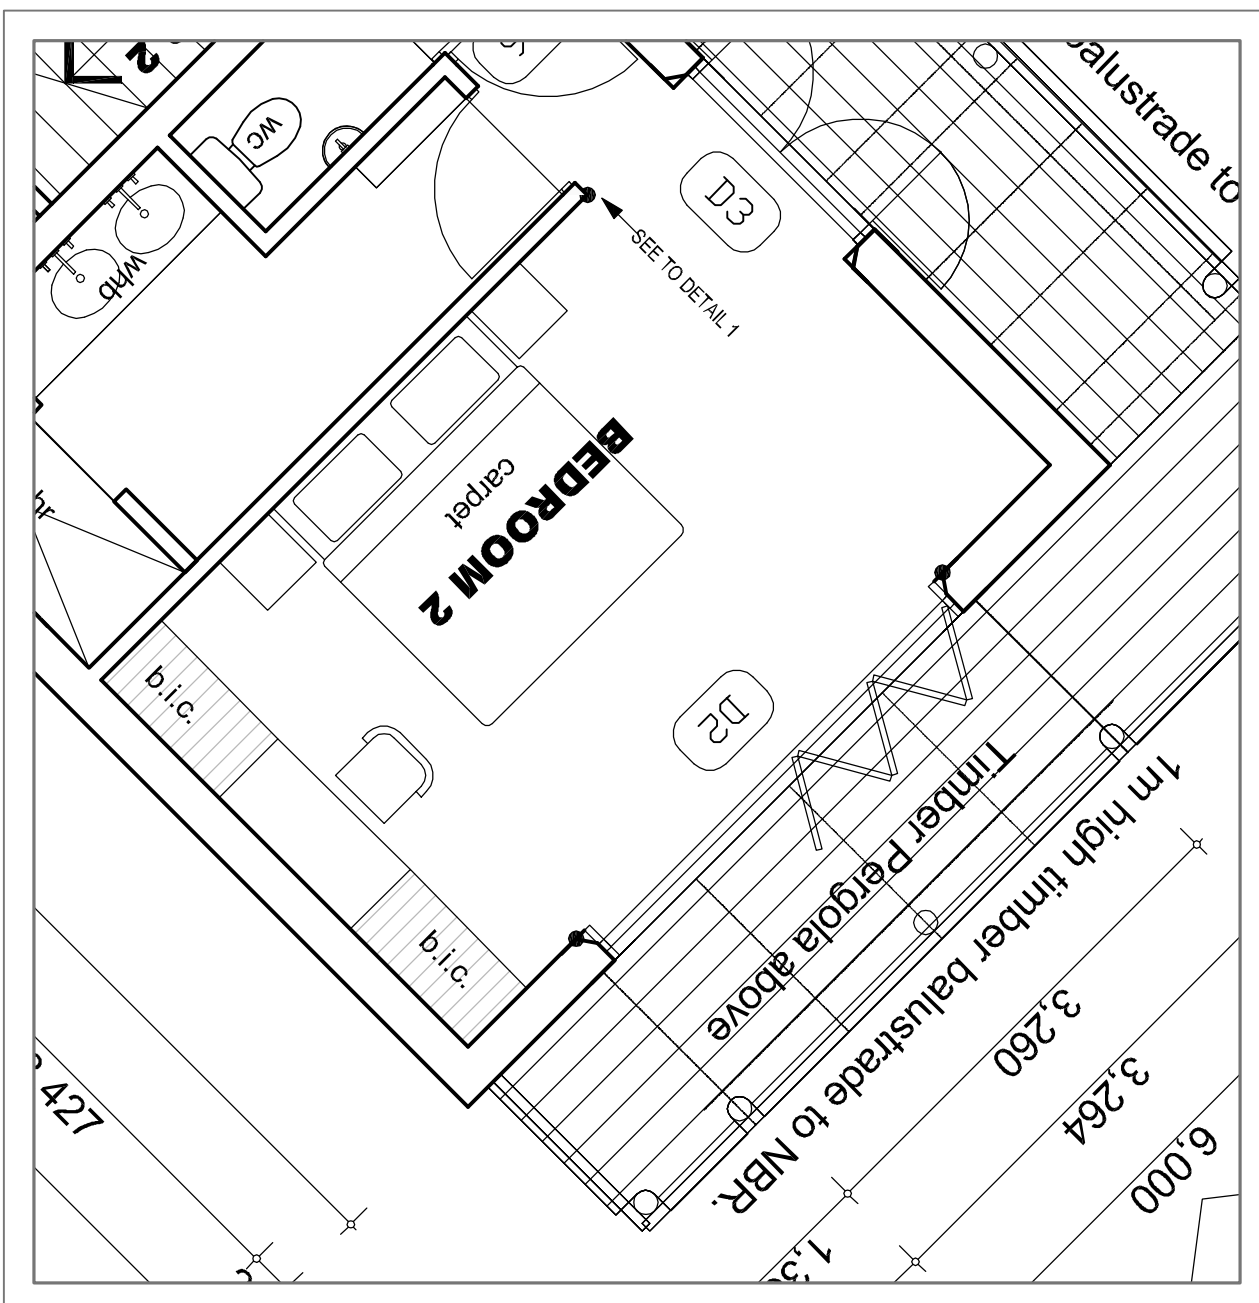 2
balustrade to
wc
D3
whb
SEE TO DETAIL 1
BEDROOM 2
carpet
b.i.c.
D2
b.i.c.
Timber Pergola above
1m high timber balustrade to NBR.
3,260
3,264
6,000
427